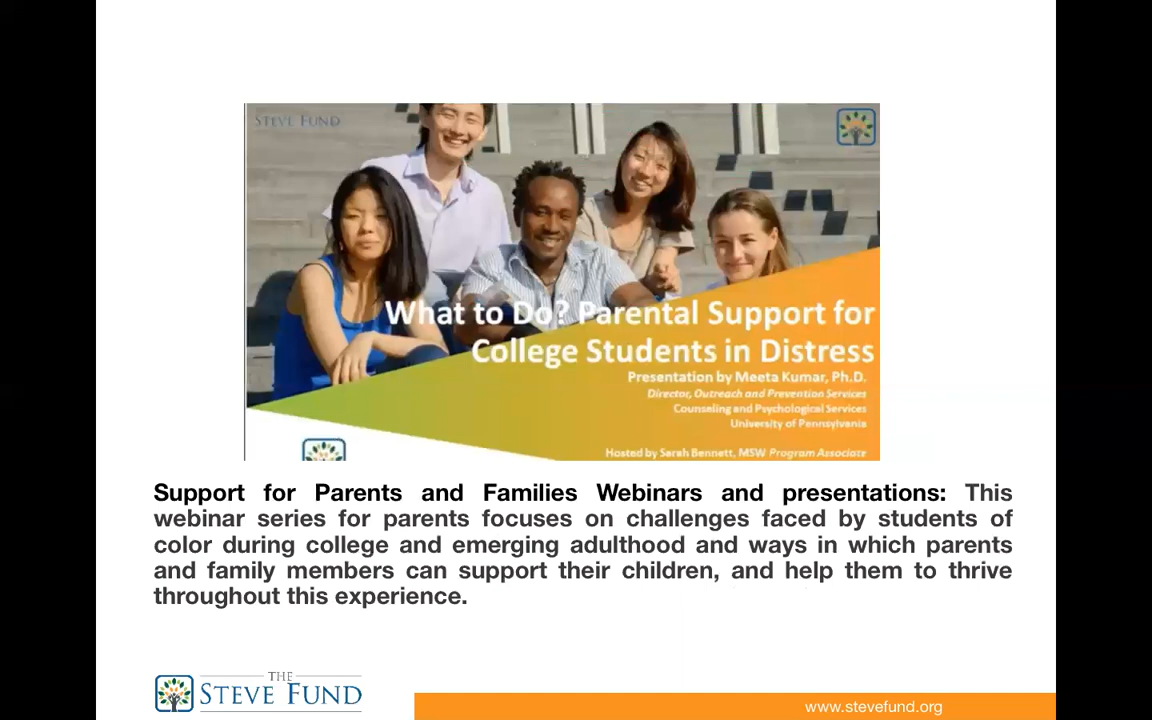 STEVE FUND
What to Do? Parental Support for
College Students in Distress
Presentation by Meeta Kumar, Ph.D.
Director, Outreach and Prevention Services
Counseling and Psychological Services
University of Pennsylvania
Hosted by Sarah Bennett, MSW Program Associate
Support for Parents and Families Webinars and presentations: This
webinar series for parents focuses on challenges faced by students of
color during college and emerging adulthood and ways in which parents
and family members can support their children, and help them to thrive
throughout this experience.
THE
STEVE FUND
www.stevefund.org